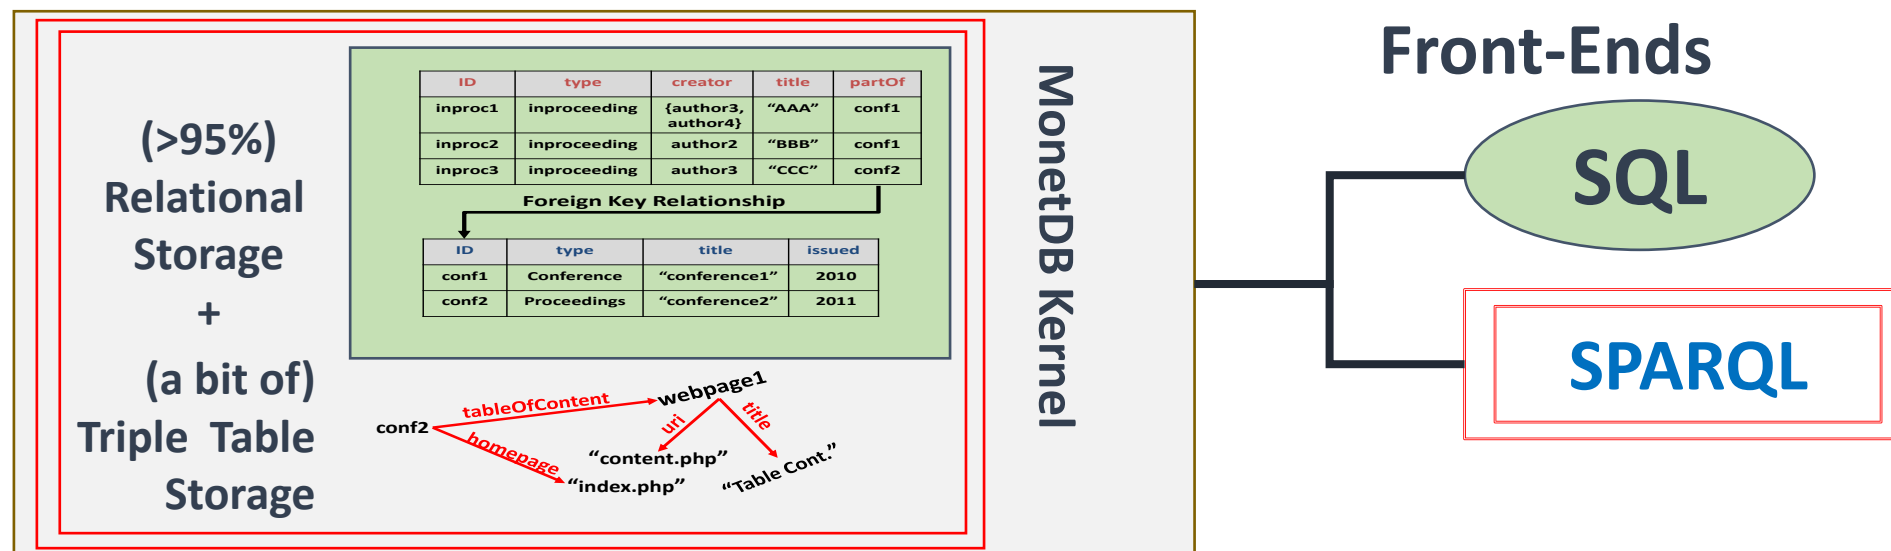 (>95%)
Relational
Storage
+
(a bit of)
Triple Table
Storage
ID type creator title partOf
inproc1 inproceeding {author3, author4} “AAA” conf1
inproc2 inproceeding author2 “BBB” conf1
inproc3 inproceeding author3 “CCC” conf2
Foreign Key Relationship
ID type title issued
conf1 Conference “conference1” 2010
conf2 Proceedings “conference2” 2011
conf2
tableOfContent
homepage
webpage1
uri
title
“content.php”
“index.php”
“Table Cont.”
MonetDB Kernel
Front-Ends
SQL
SPARQL